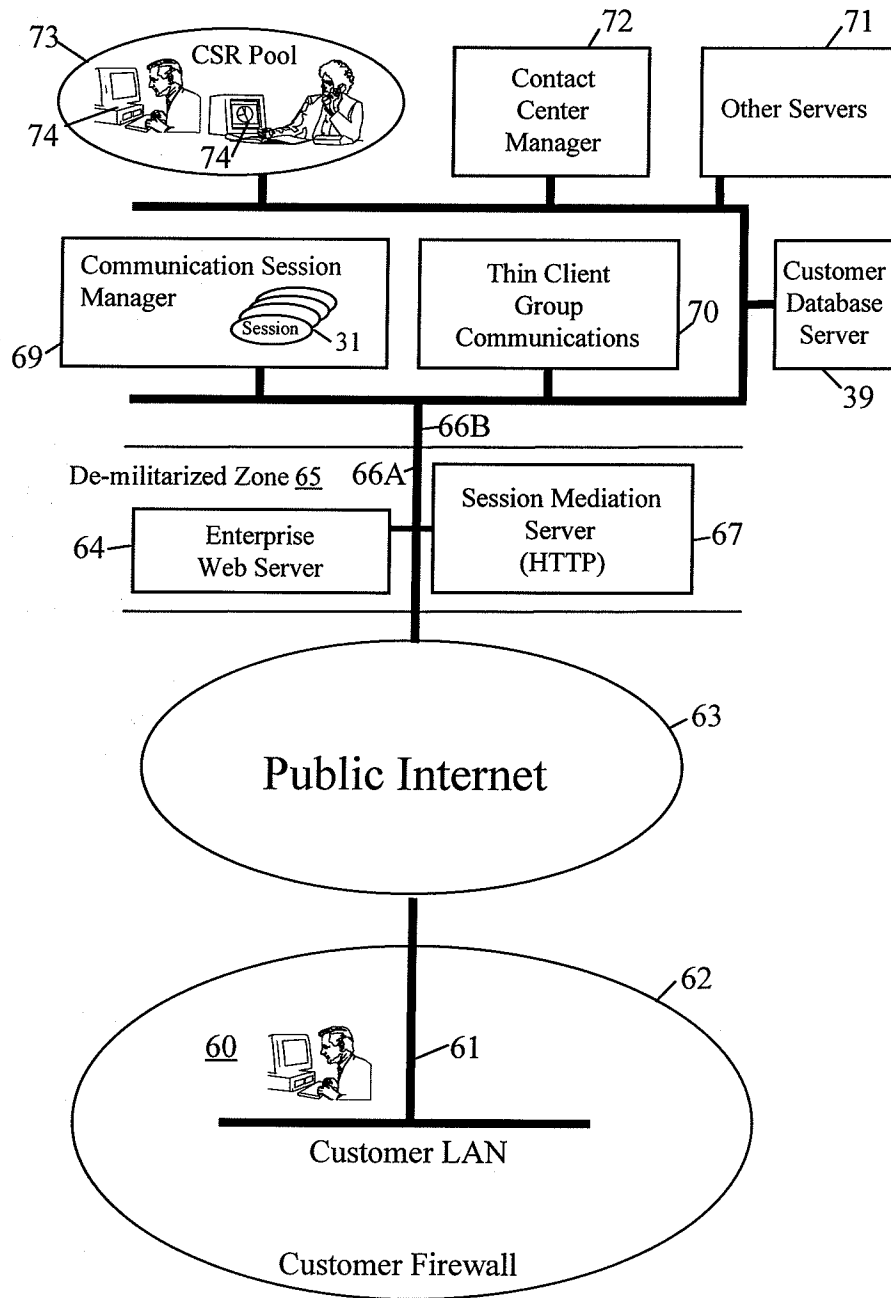 73
CSR Pool
74
74
72
Contact
Center
Manager
71
Other Servers
Communication Session
Manager
Session
31
69
Thin Client
Group
Communications
70
Customer
Database
Server
39
66B
De-militarized Zone 65
66A
64
Enterprise
Web Server
Session Mediation
Server
(HTTP)
67
63
Public Internet
62
60
61
Customer LAN
Customer Firewall